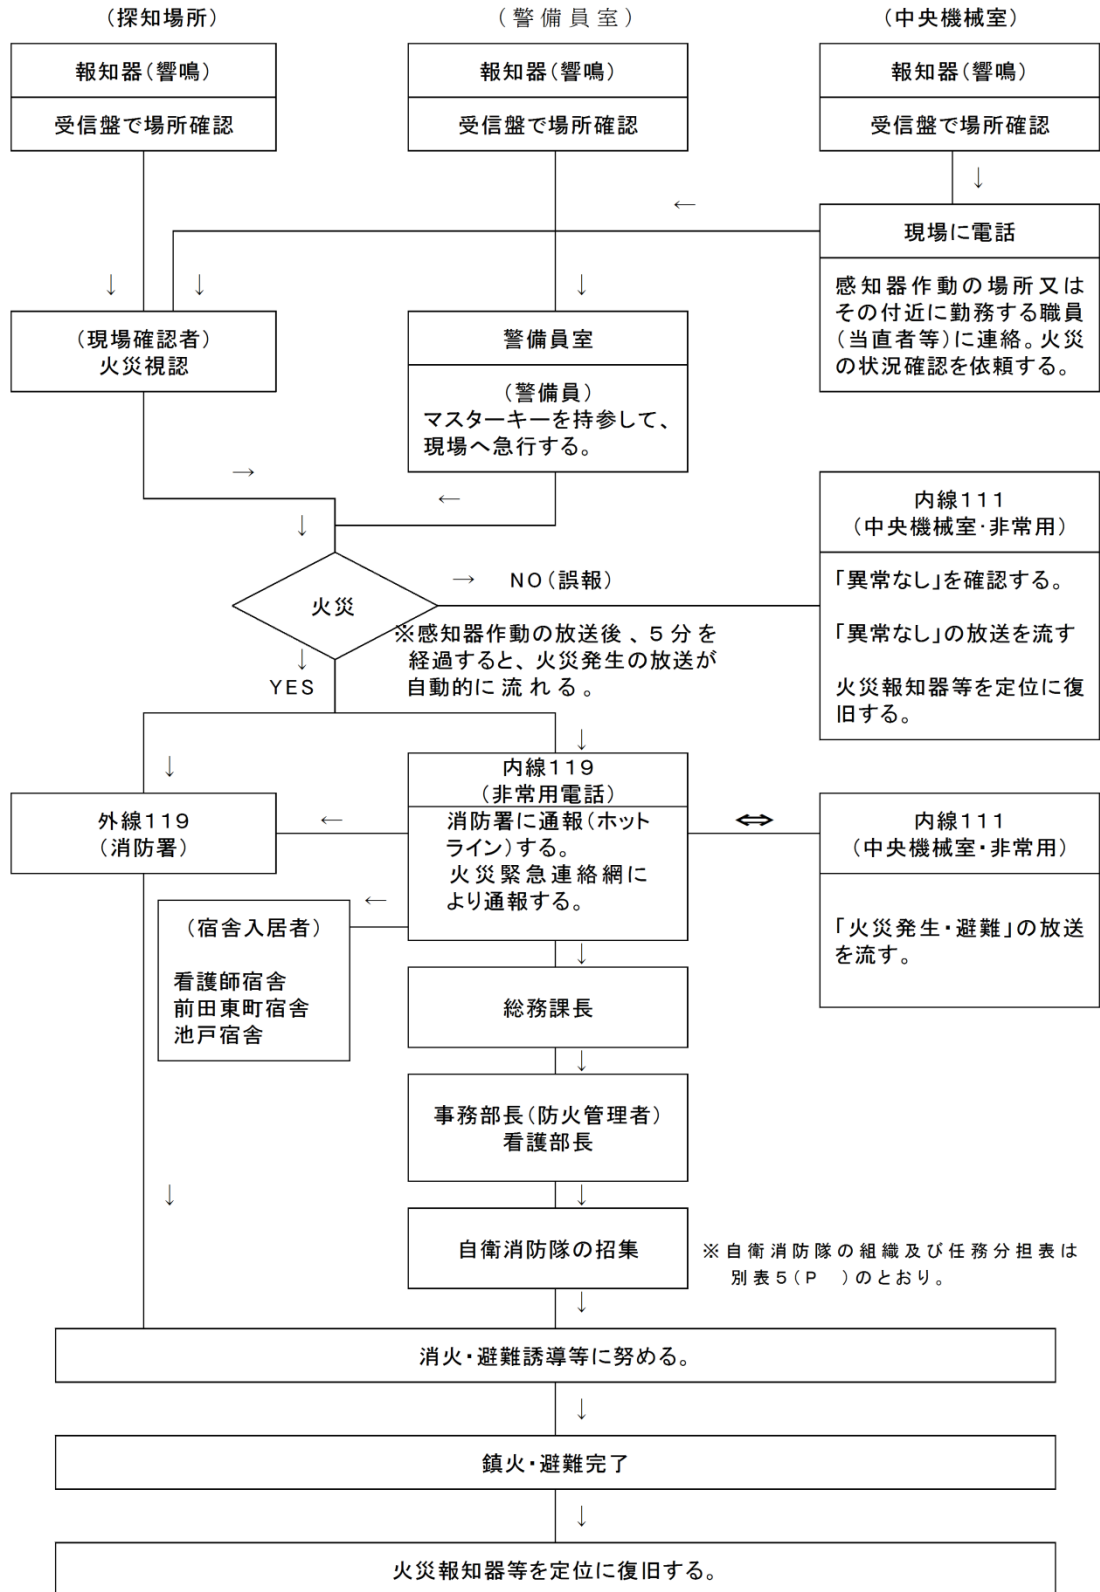 (探知場所)
(警備員室)
(中央機械室)
報知器(響鳴)
受信盤で場所確認
報知器(響鳴)
受信盤で場所確認
報知器(響鳴)
受信盤で場所確認
↓
←
現場に電話
感知器作動の場所又は
その付近に勤務する職員
(当直者等)に連絡。火災
の状況確認を依頼する。
↓
↓
↓
(現場確認者)
火災視認
警備員室
(警備員)
マスターキーを持参して、
現場へ急行する。
→
←
↓
火災
→
NO(誤報)
内線111
(中央機械室・非常用)
「異常なし」を確認する。
「異常なし」の放送を流す
火災報知器等を定位に復
旧する。
※感知器作動の放送後、5分を
経過すると、火災発生の放送が
自動的に流れる。
↓
YES
↓
↓
外線119
(消防署)
←
内線119
(非常用電話)
消防署に通報(ホット
ライン)する。
火災緊急連絡網に
より通報する。
⇔
内線111
(中央機械室・非常用)
「火災発生・避難」の放送
を流す。
←
(宿舎入居者)
看護師宿舎
前田東町宿舎
池戸宿舎
↓
総務課長
↓
事務部長(防火管理者)
看護部長
↓
↓
自衛消防隊の招集
※自衛消防隊の組織及び任務分担表は
別表5(P　)のとおり。
↓
消火・避難誘導等に努める。
↓
鎮火・避難完了
↓
火災報知器等を定位に復旧する。